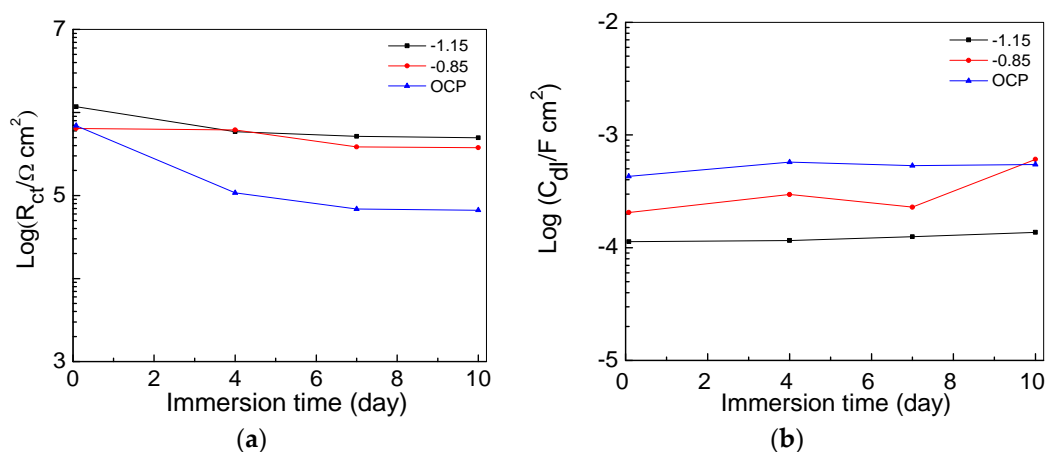 7
5
3
Log(R_ct/Ω cm²)
-1.15
-0.85
OCP
0 2 4 6 8 10
Immersion time (day)
(a)
-2
-3
-4
-5
Log (C_dl/F cm²)
-1.15
-0.85
OCP
0 2 4 6 8 10
Immersion time (day)
(b)